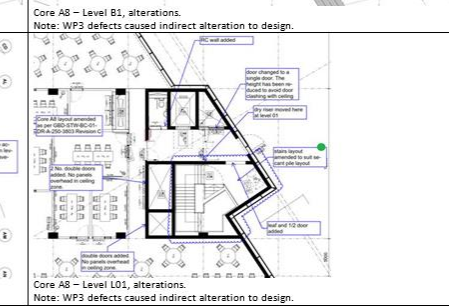 Core A8 – Level B1, alterations.
Note: WP3 defects caused indirect alteration to design.
RC wall added
door changed to a
single door. The
height has been re-
duced to avoid door
clashing with ceiling
dry riser moved here
at level 01
Core A8 layout amended
as per
Revision C
stairs layout
amended to suit se-
cant pile layout
2 No. double doors
added. No panels
overhead in ceiling
zone.
leaf and 1/2 door
added
double doors added.
No panels overhead
in ceiling zone.
Core A8 – Level L01, alterations.
Note: WP3 defects caused indirect alteration to design.